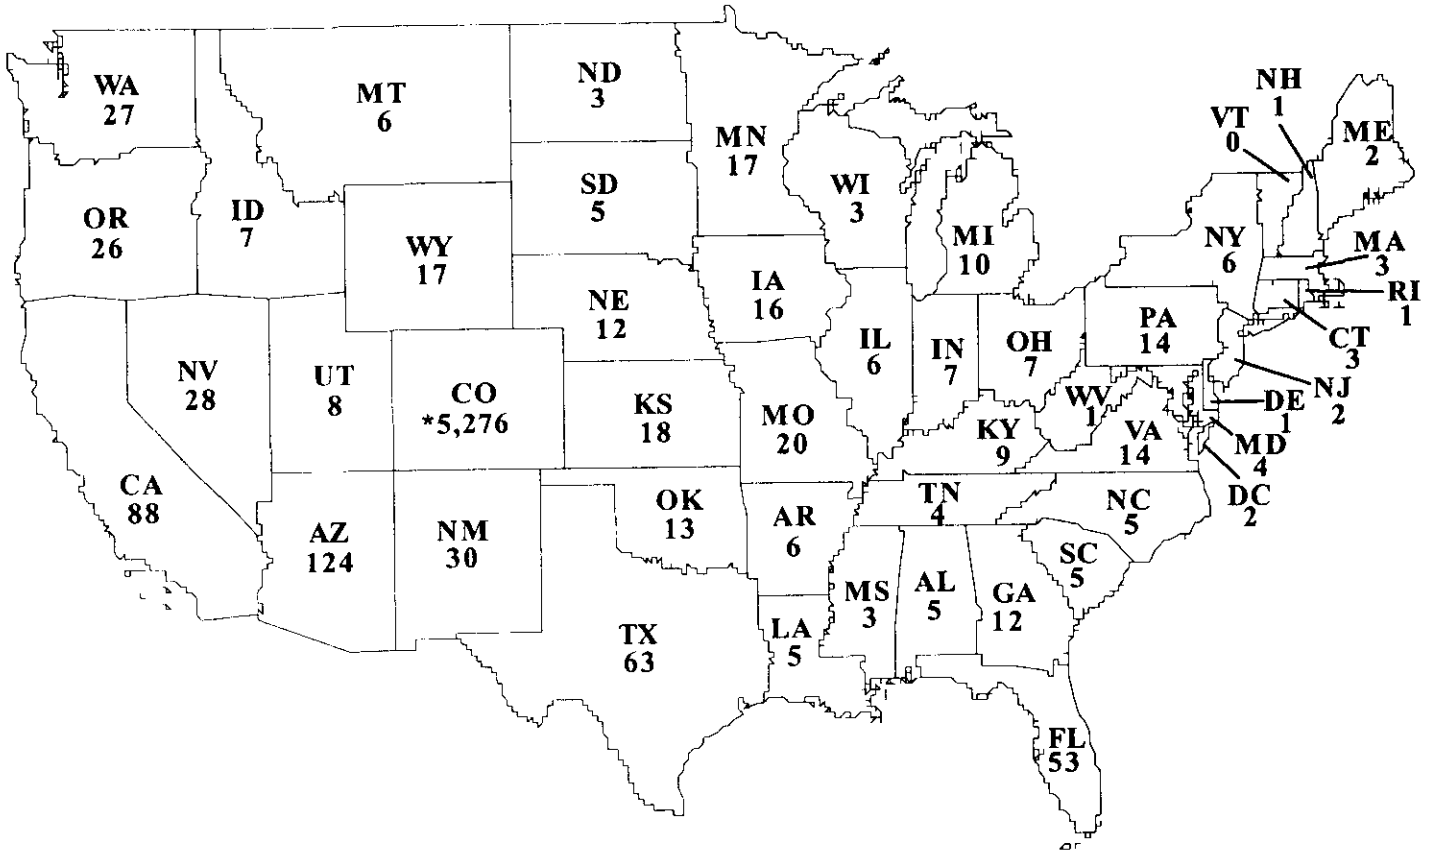 WA
27
MT
6
ND
3
MN
17
NH
1
VT
0
ME
2
OR
26
ID
7
WY
17
SD
5
WI
3
MI
10
NY
6
MA
3
RI
1
CT
3
NV
28
UT
8
CO
*5,276
NE
12
IA
16
IL
6
IN
7
OH
7
PA
14
NJ
2
DE
1
MD
4
DC
2
WV
1
VA
14
KS
18
MO
20
KY
9
CA
88
AZ
124
NM
30
OK
13
AR
6
TN
4
NC
5
SC
5
TX
63
LA
5
MS
3
AL
5
GA
12
FL
53